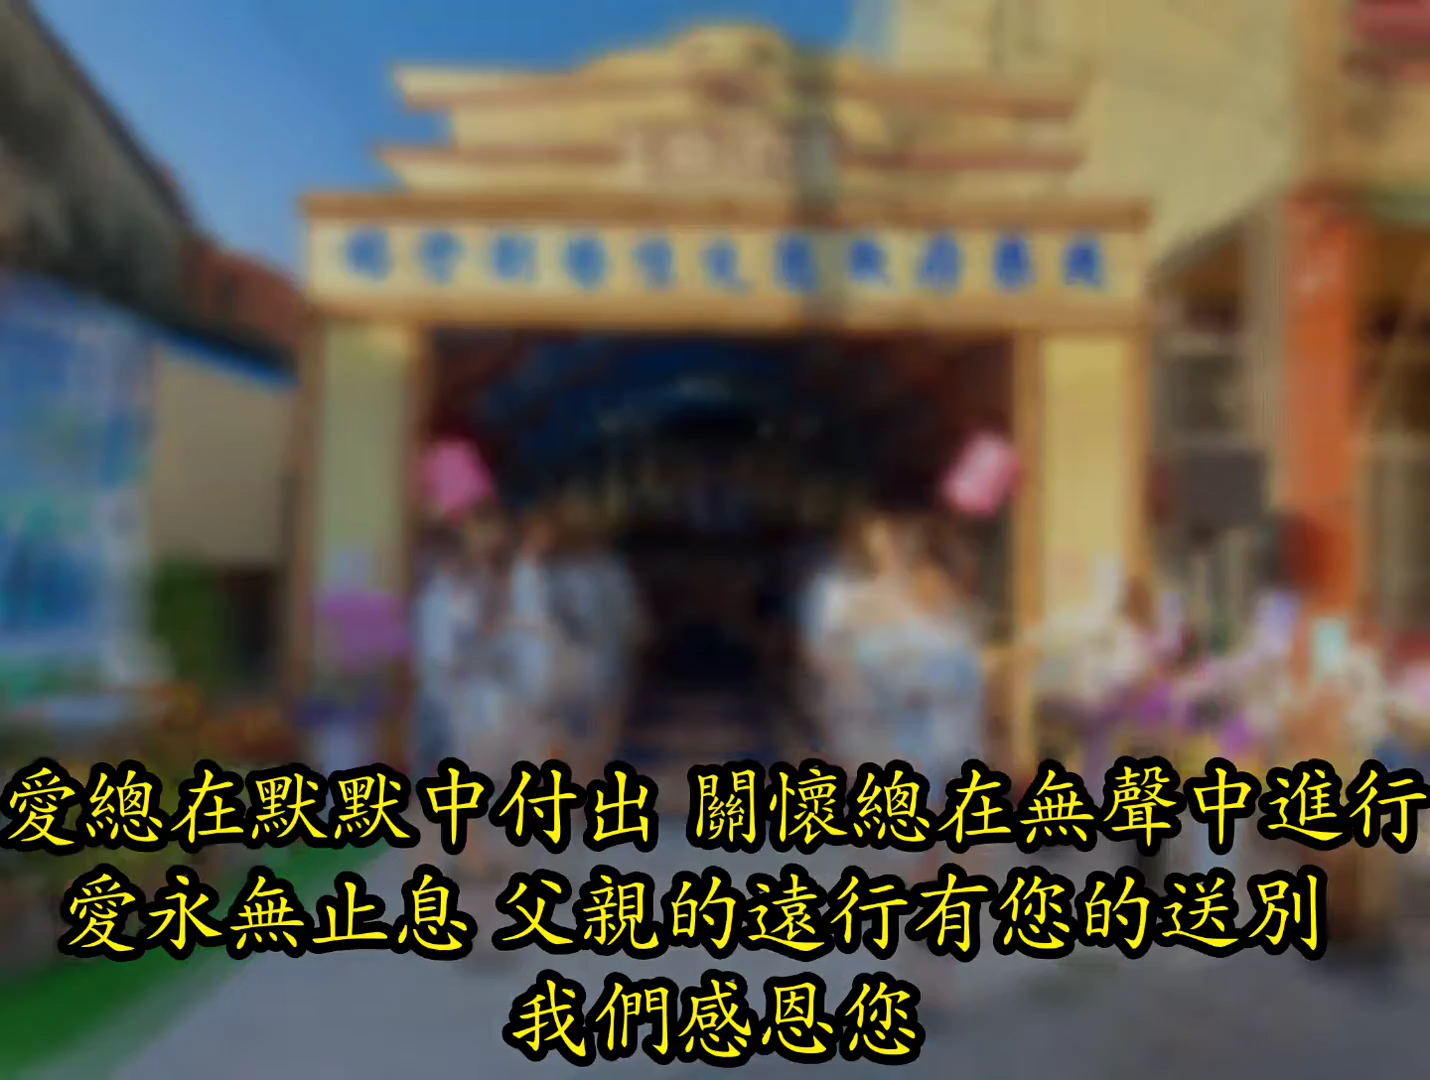 愛總在默默中付出 關懷總在無聲中進行
愛永無止息 父親的遠行有您的送別
我們感恩您